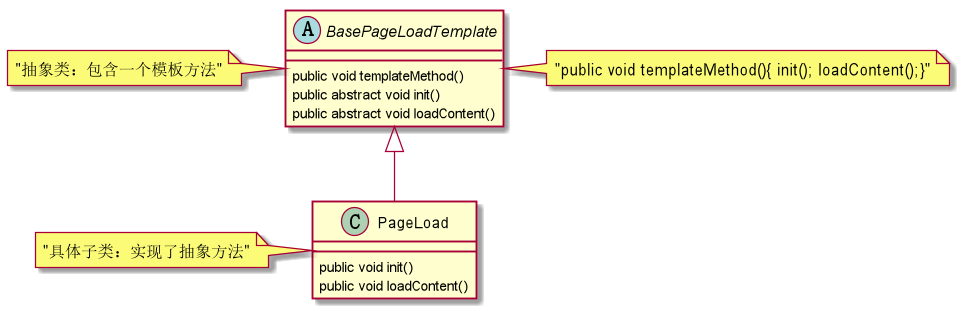 A BasePageLoadTemplate
"抽象类：包含一个模板方法"
public void templateMethod()
public abstract void init()
public abstract void loadContent()
"public void templateMethod(){ init(); loadContent();}"
C PageLoad
"具体子类：实现了抽象方法"
public void init()
public void loadContent()